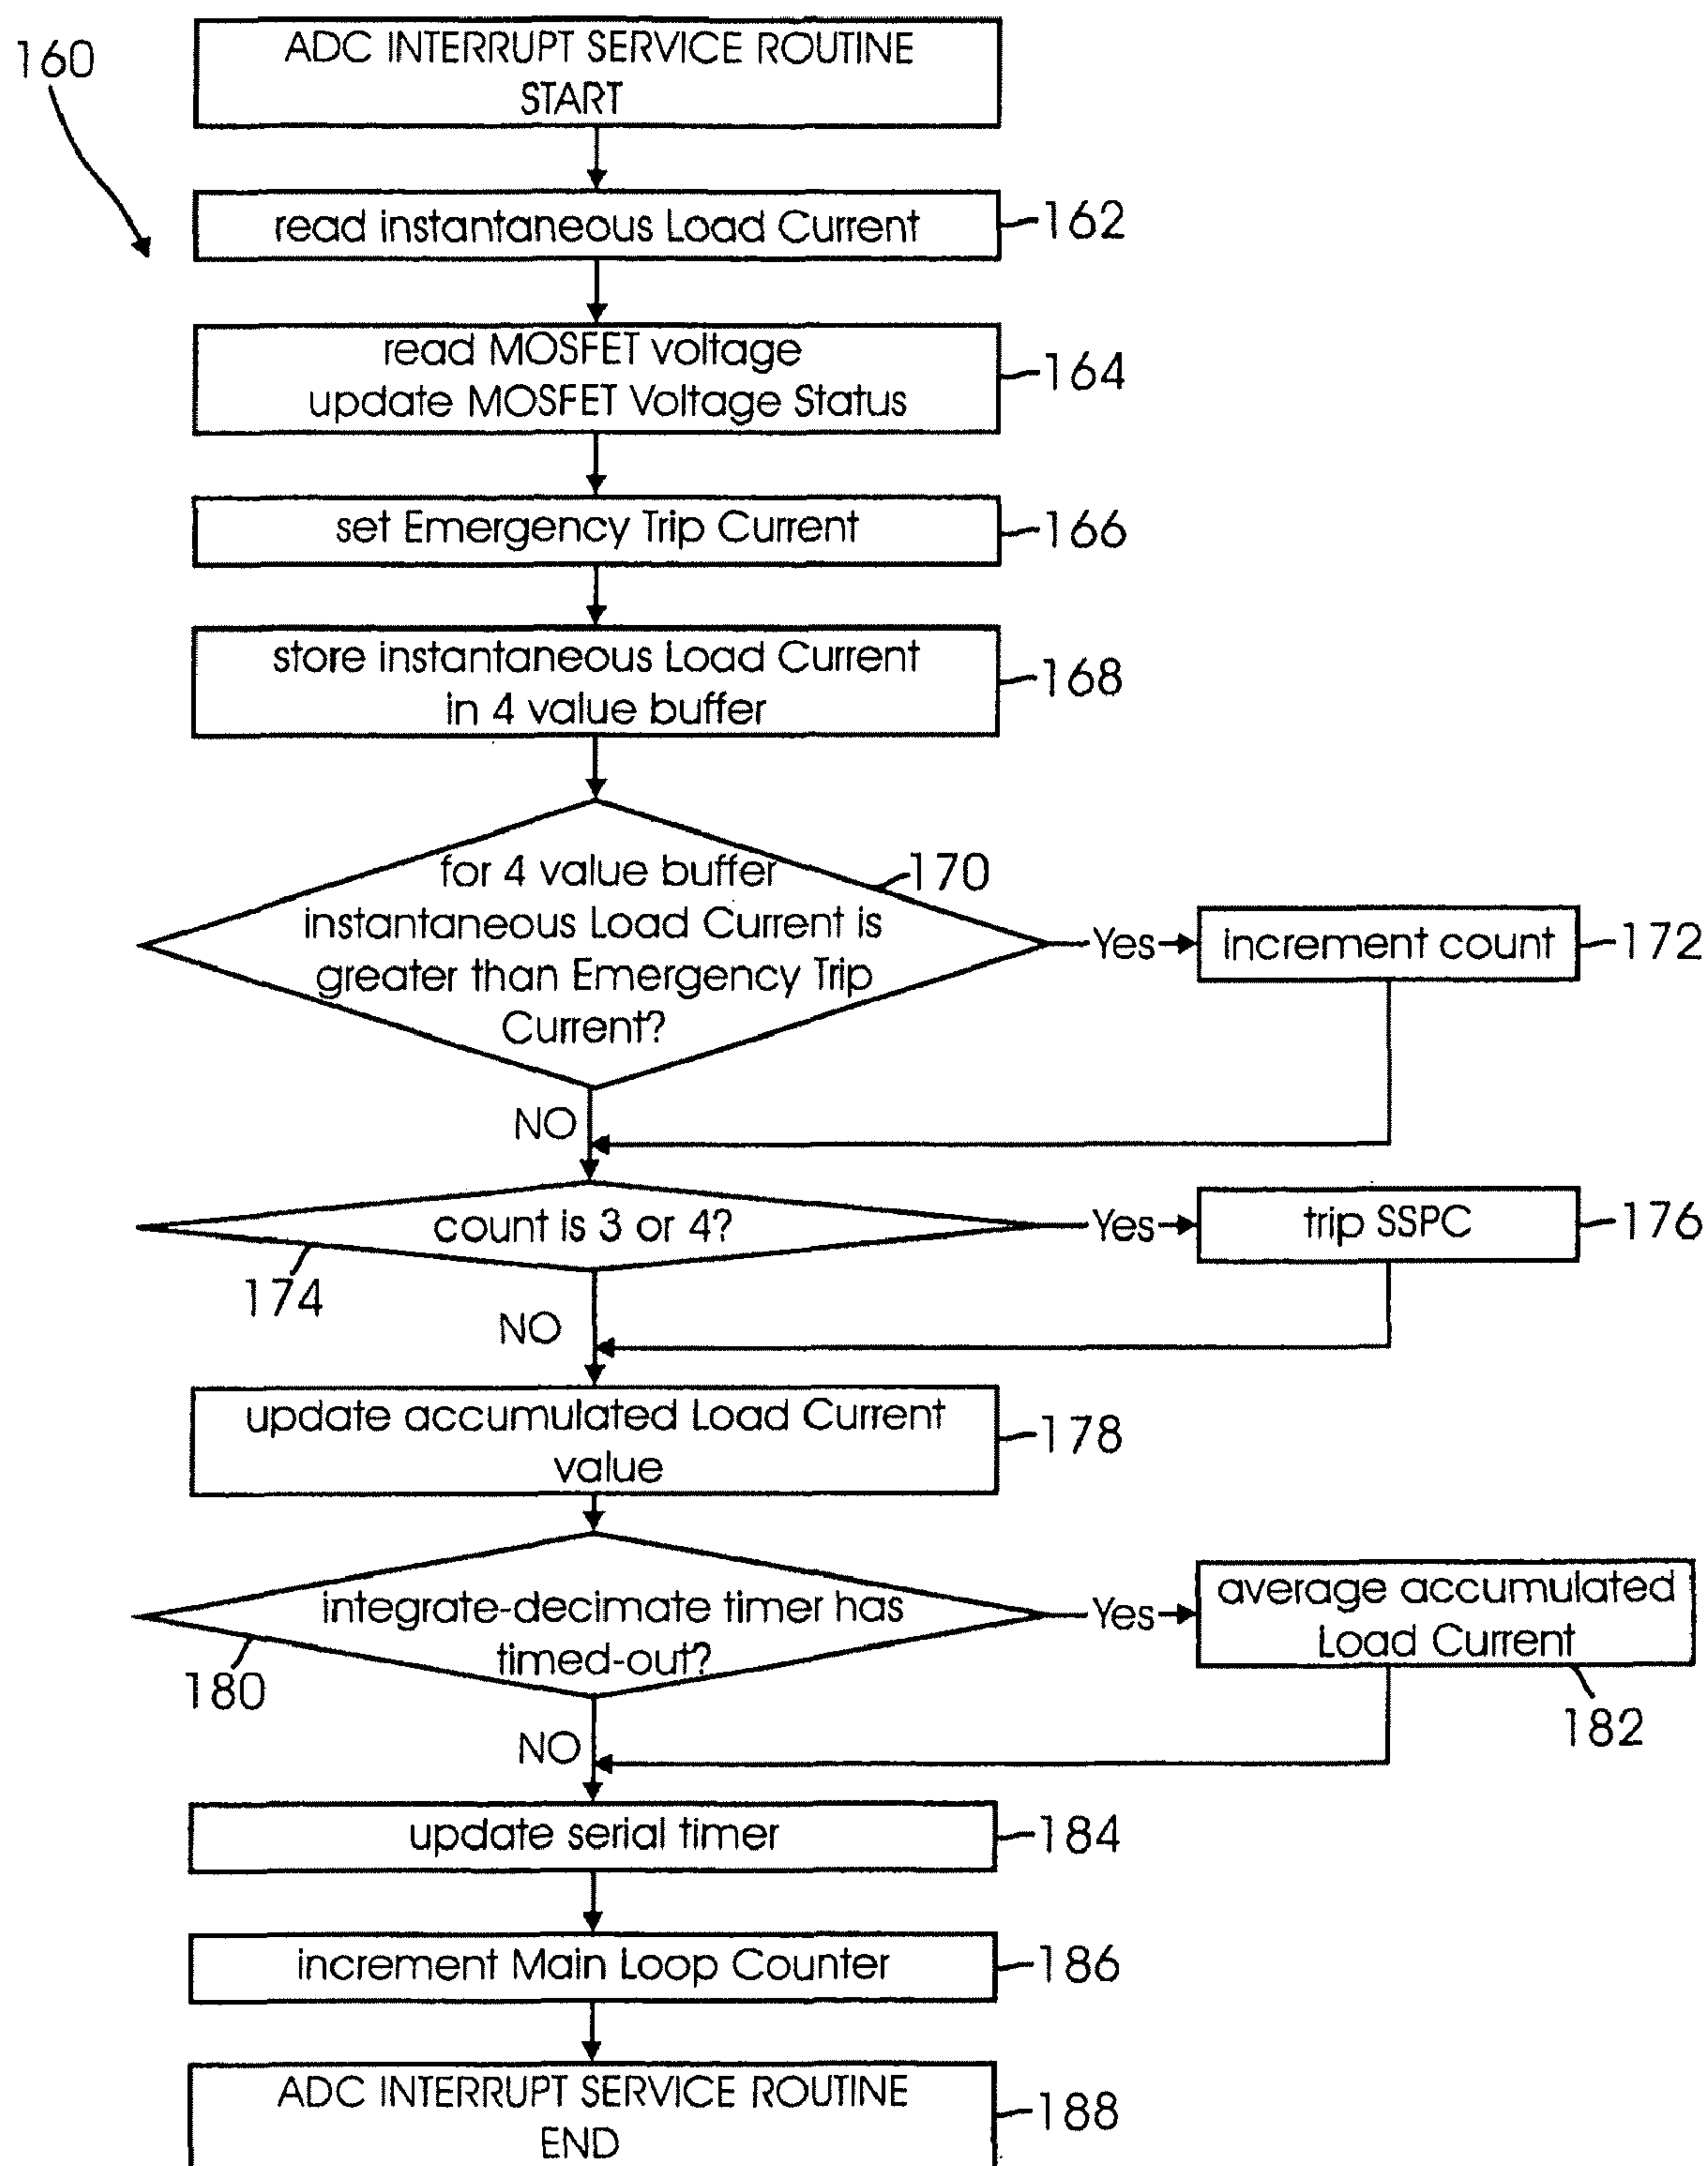 160
ADC INTERRUPT SERVICE ROUTINE
START
read instantaneous Load Current
162
read MOSFET voltage
update MOSFET Voltage Status
164
set Emergency Trip Current
166
store instantaneous Load Current
in 4 value buffer
168
for 4 value buffer
instantaneous Load Current is
greater than Emergency Trip
Current?
170
Yes
increment count
172
NO
count is 3 or 4?
174
Yes
trip SSPC
176
NO
update accumulated Load Current
value
178
integrate-decimate timer has
timed-out?
180
Yes
average accumulated
Load Current
182
NO
update serial timer
184
increment Main Loop Counter
186
ADC INTERRUPT SERVICE ROUTINE
END
188